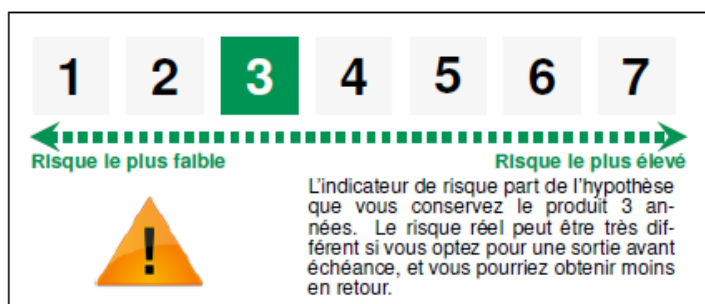 1 2 3 4 5 6 7
Risque le plus faible Risque le plus élevé
L'indicateur de risque part de l'hypothèse
que vous conservez le produit 3 an-
nées. Le risque réel peut être très dif-
férent si vous optez pour une sortie avant
échéance, et vous pourriez obtenir moins
en retour.
!